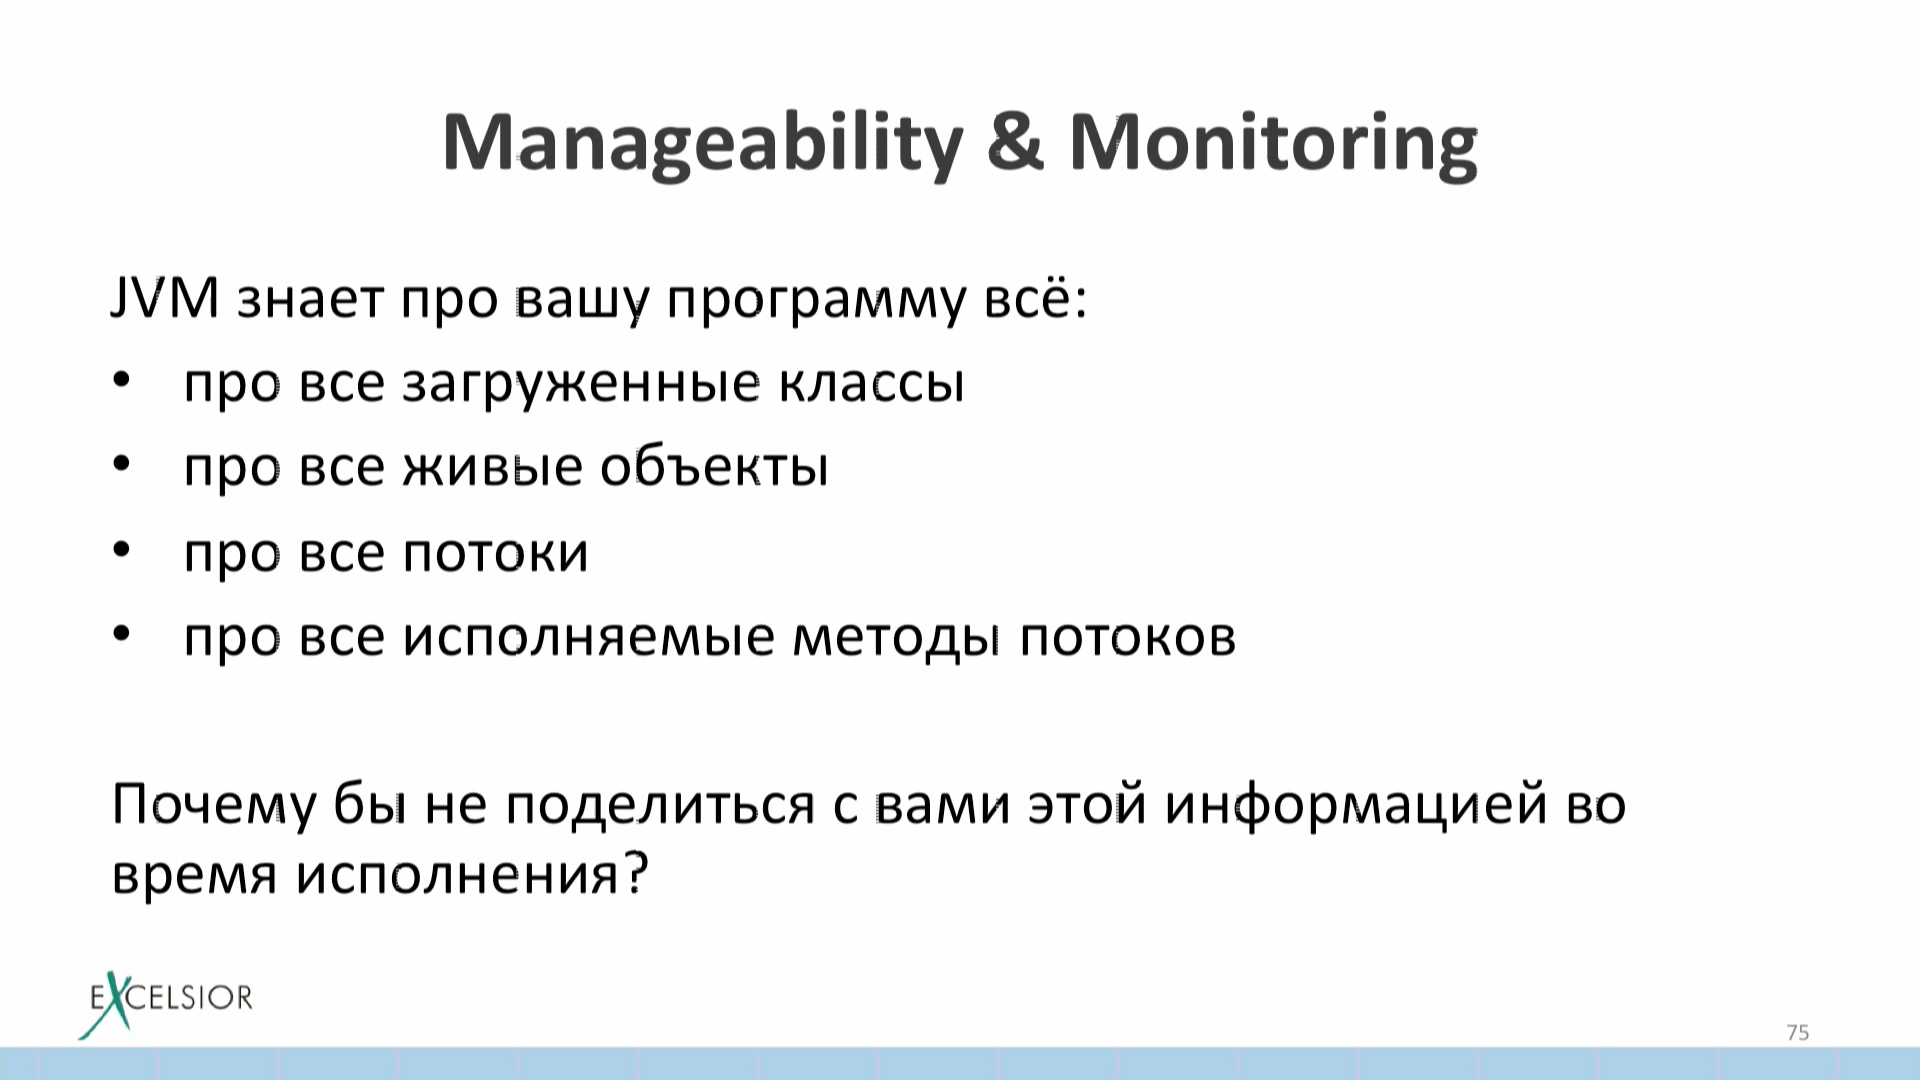 Manageability & Monitoring
JVM знает про вашу программу всё:
• про все загруженные классы
• про все живые объекты
• про все потоки
• про все исполняемые методы потоков
Почему бы не поделиться с вами этой информацией во
время исполнения?
EXCELSIOR
75